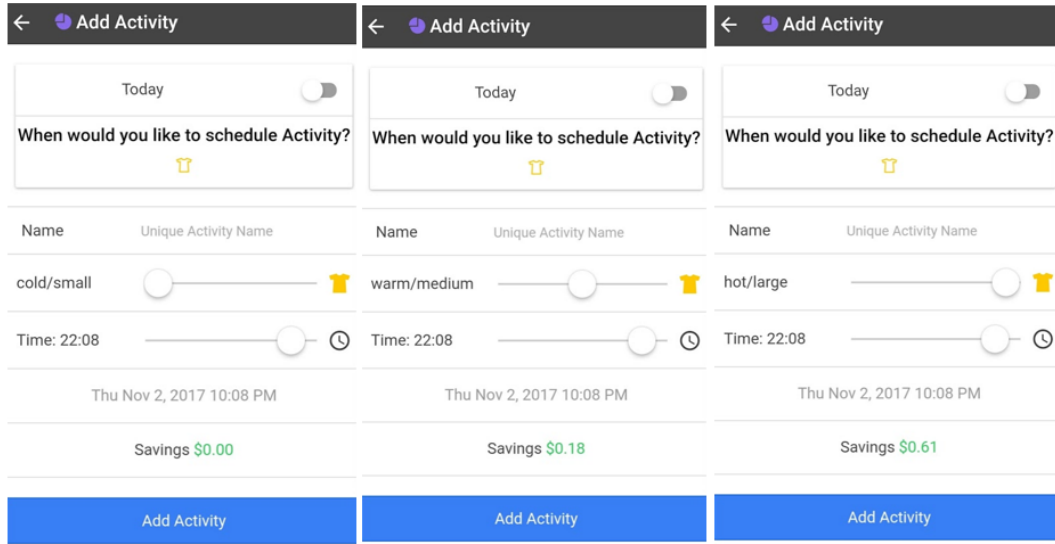 Add Activity
Today
When would you like to schedule Activity?
Name Unique Activity Name
cold/small
Time: 22:08
Thu Nov 2, 2017 10:08 PM
Savings $0.00
Add Activity
Add Activity
Today
When would you like to schedule Activity?
Name Unique Activity Name
warm/medium
Time: 22:08
Thu Nov 2, 2017 10:08 PM
Savings $0.18
Add Activity
Add Activity
Today
When would you like to schedule Activity?
Name Unique Activity Name
hot/large
Time: 22:08
Thu Nov 2, 2017 10:08 PM
Savings $0.61
Add Activity